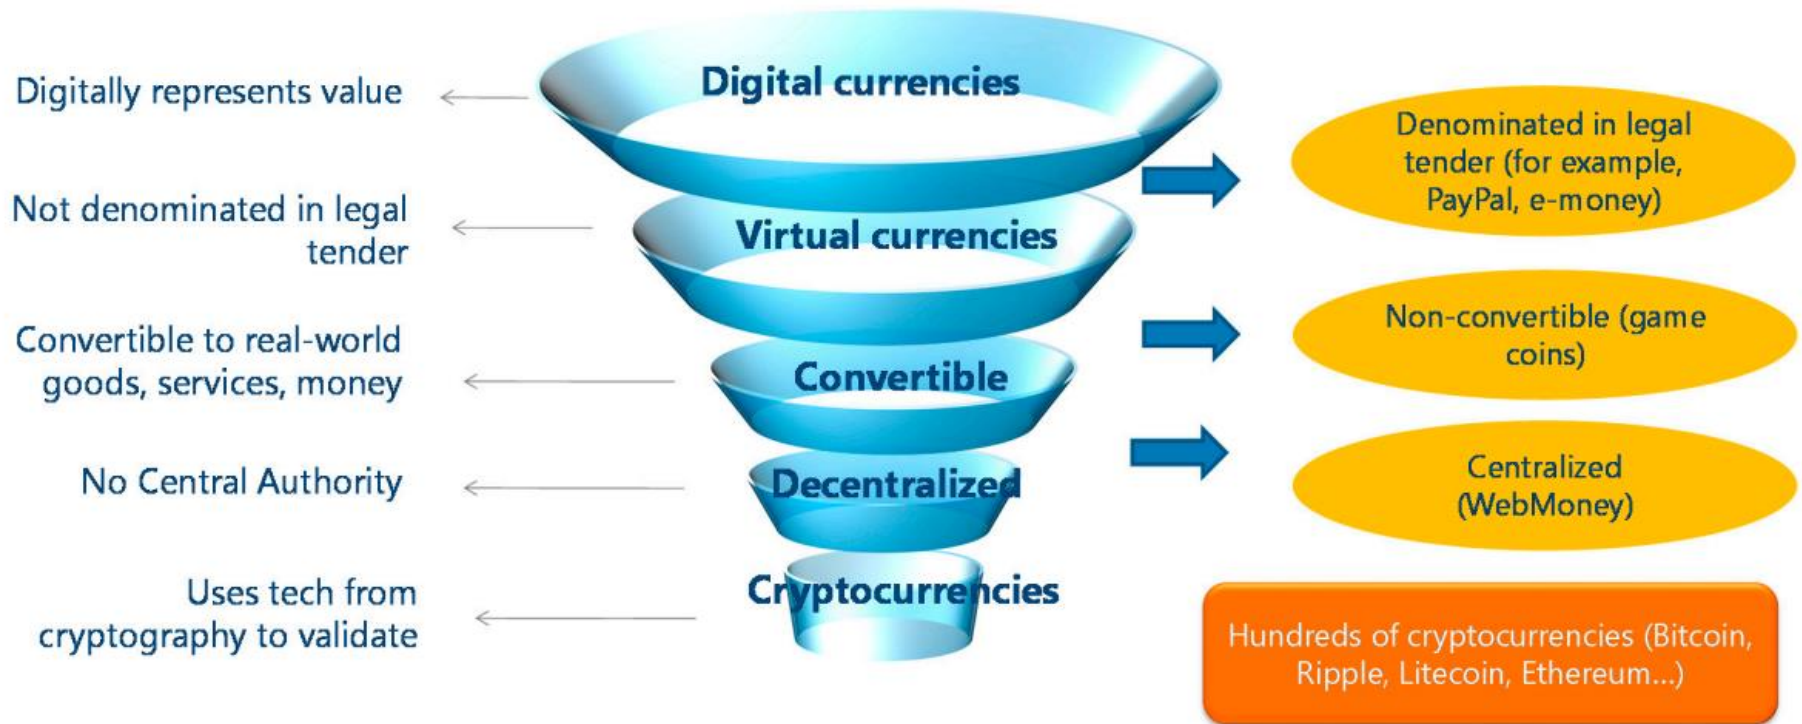 Digitally represents value
Digital currencies
Denominated in legal
tender (for example,
PayPal, e-money)
Not denominated in legal
tender
Virtual currencies
Non-convertible (game
coins)
Convertible to real-world
goods, services, money
Convertible
Centralized
(WebMoney)
No Central Authority
Decentralized
Uses tech from
cryptography to validate
Cryptocurrencies
Hundreds of cryptocurrencies (Bitcoin,
Ripple, Litecoin, Ethereum...)